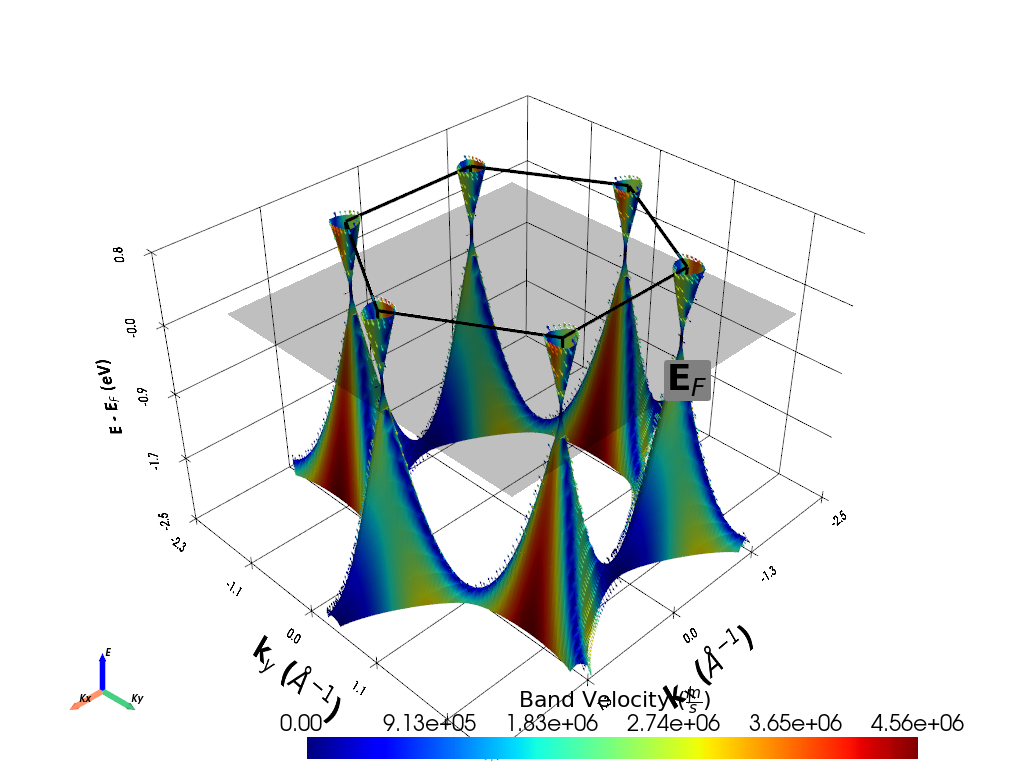 0.8
-0.0
-0.9
-1.7
-2.5
E - E_F (eV)
-2.3
-1.1
0.0
1.1
k_y (Å⁻¹)
E_F
-2.5
-1.3
0.0
(Å⁻¹)
E
Kx
Ky
Band Velocity
0.00 9.13e+05 1.83e+06 2.74e+06 3.65e+06 4.56e+06